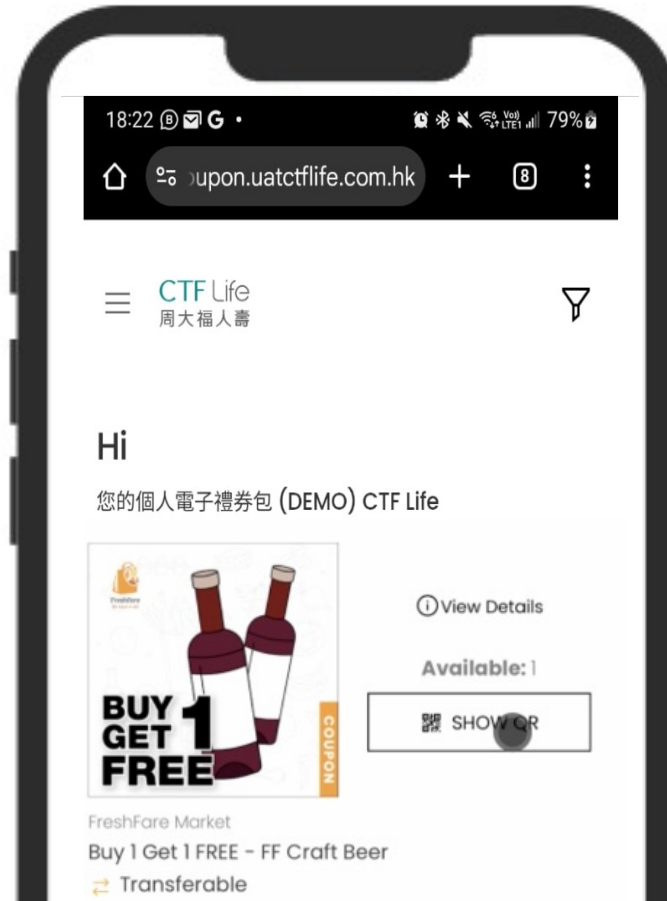 18:22
79%
oupon.uatctflife.com.hk
8
CTF Life
周大福人壽
Hi
您的個人電子禮券包 (DEMO) CTF Life
FreshFare
View Details
Available: 1
SHOW QR
BUY 1
GET
FREE
COUPON
FreshFare Market
Buy 1 Get 1 FREE - FF Craft Beer
Transferable